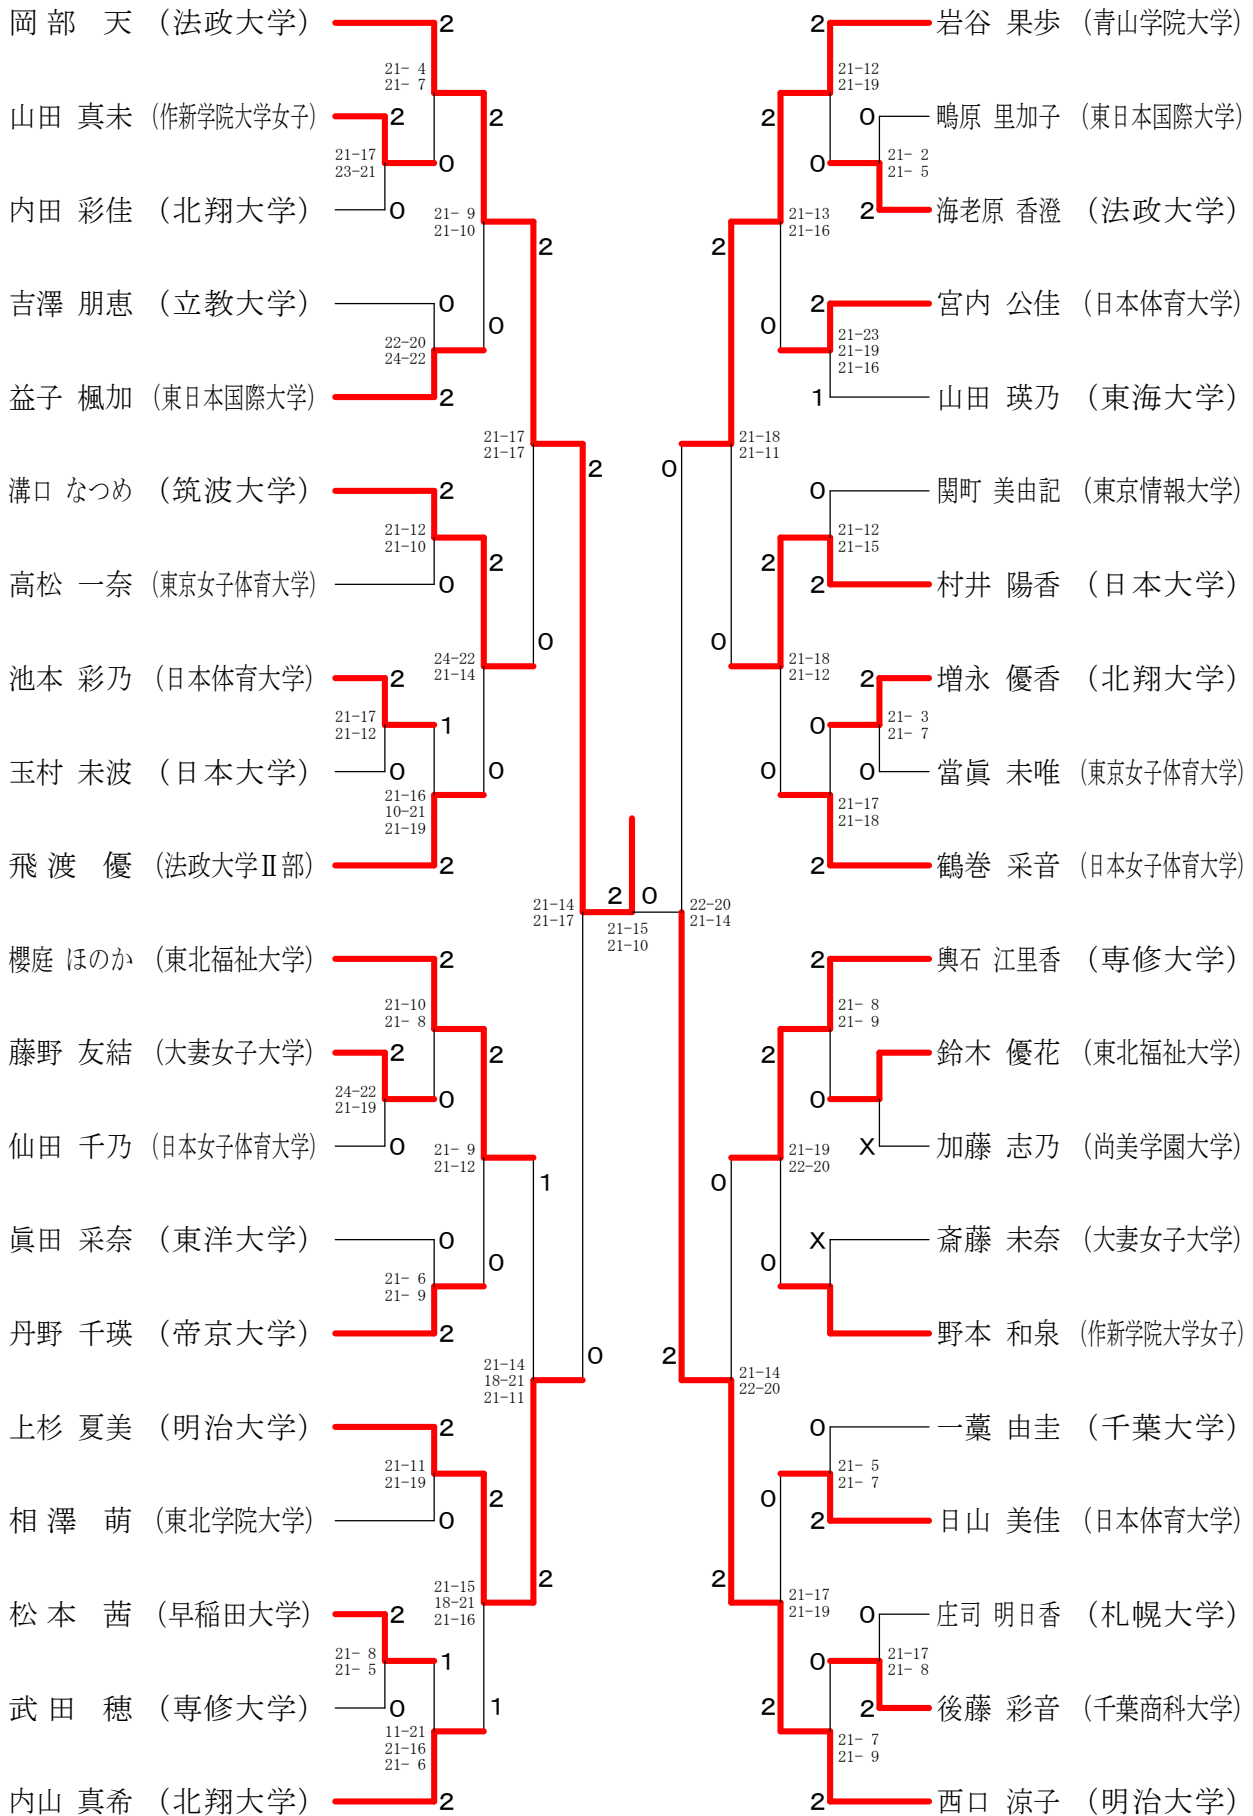 岡部 天 (法政大学) 2
2 岩谷 果歩 (青山学院大学)
21- 4
21- 7
21-12
21-19
山田 真未 (作新学院大学女子) 2
2
2
0 鴫原 里加子 (東日本国際大学)
21-17
23-21
0
0
21- 2
21- 5
内田 彩佳 (北翔大学) 0
2 海老原 香澄 (法政大学)
21- 9
21-10
2
2
21-13
21-16
吉澤 朋恵 (立教大学) 0
2 宮内 公佳 (日本体育大学)
0
0
22-20
24-22
21-23
21-19
21-16
益子 楓加 (東日本国際大学) 2
1 山田 瑛乃 (東海大学)
21-17
21-17
2
0
21-18
21-11
溝口 なつめ (筑波大学) 2
0 関町 美由記 (東京情報大学)
21-12
21-10
21-12
21-15
2
2
高松 一奈 (東京女子体育大学) 0
2 村井 陽香 (日本大学)
0
0
24-22
21-14
21-18
21-12
池本 彩乃 (日本体育大学) 2
2 増永 優香 (北翔大学)
21-17
21-12
1
0
21- 3
21- 7
玉村 未波 (日本大学) 0
0
0
0 當眞 未唯 (東京女子体育大学)
21-16
10-21
21-19
21-17
21-18
飛渡 優 (法政大学Ⅱ部) 2
2 鶴巻 采音 (日本女子体育大学)
21-14
21-17
2 0
21-15
21-10
22-20
21-14
櫻庭 ほのか (東北福祉大学) 2
2 輿石 江里香 (専修大学)
21-10
21- 8
21- 8
21- 9
藤野 友結 (大妻女子大学) 2
2
2
鈴木 優花 (東北福祉大学)
24-22
21-19
0
0
仙田 千乃 (日本女子体育大学) 0
X 加藤 志乃 (尚美学園大学)
21- 9
21-12
1
0
21-19
22-20
眞田 采奈 (東洋大学) 0
X 斎藤 未奈 (大妻女子大学)
0
0
21- 6
21- 9
丹野 千瑛 (帝京大学) 2
野本 和泉 (作新学院大学女子)
21-14
18-21
21-11
0
2
21-14
22-20
上杉 夏美 (明治大学) 2
0 一藁 由圭 (千葉大学)
21-11
21-19
21- 5
21- 7
2
0
相澤 萌 (東北学院大学) 0
2 日山 美佳 (日本体育大学)
2
2
21-15
18-21
21-16
21-17
21-19
松本 茜 (早稲田大学) 2
0 庄司 明日香 (札幌大学)
21- 8
21- 5
1
0
21-17
21- 8
武田 穂 (専修大学) 0
1
2
2 後藤 彩音 (千葉商科大学)
11-21
21-16
21- 6
21- 7
21- 9
内山 真希 (北翔大学) 2
2 西口 涼子 (明治大学)